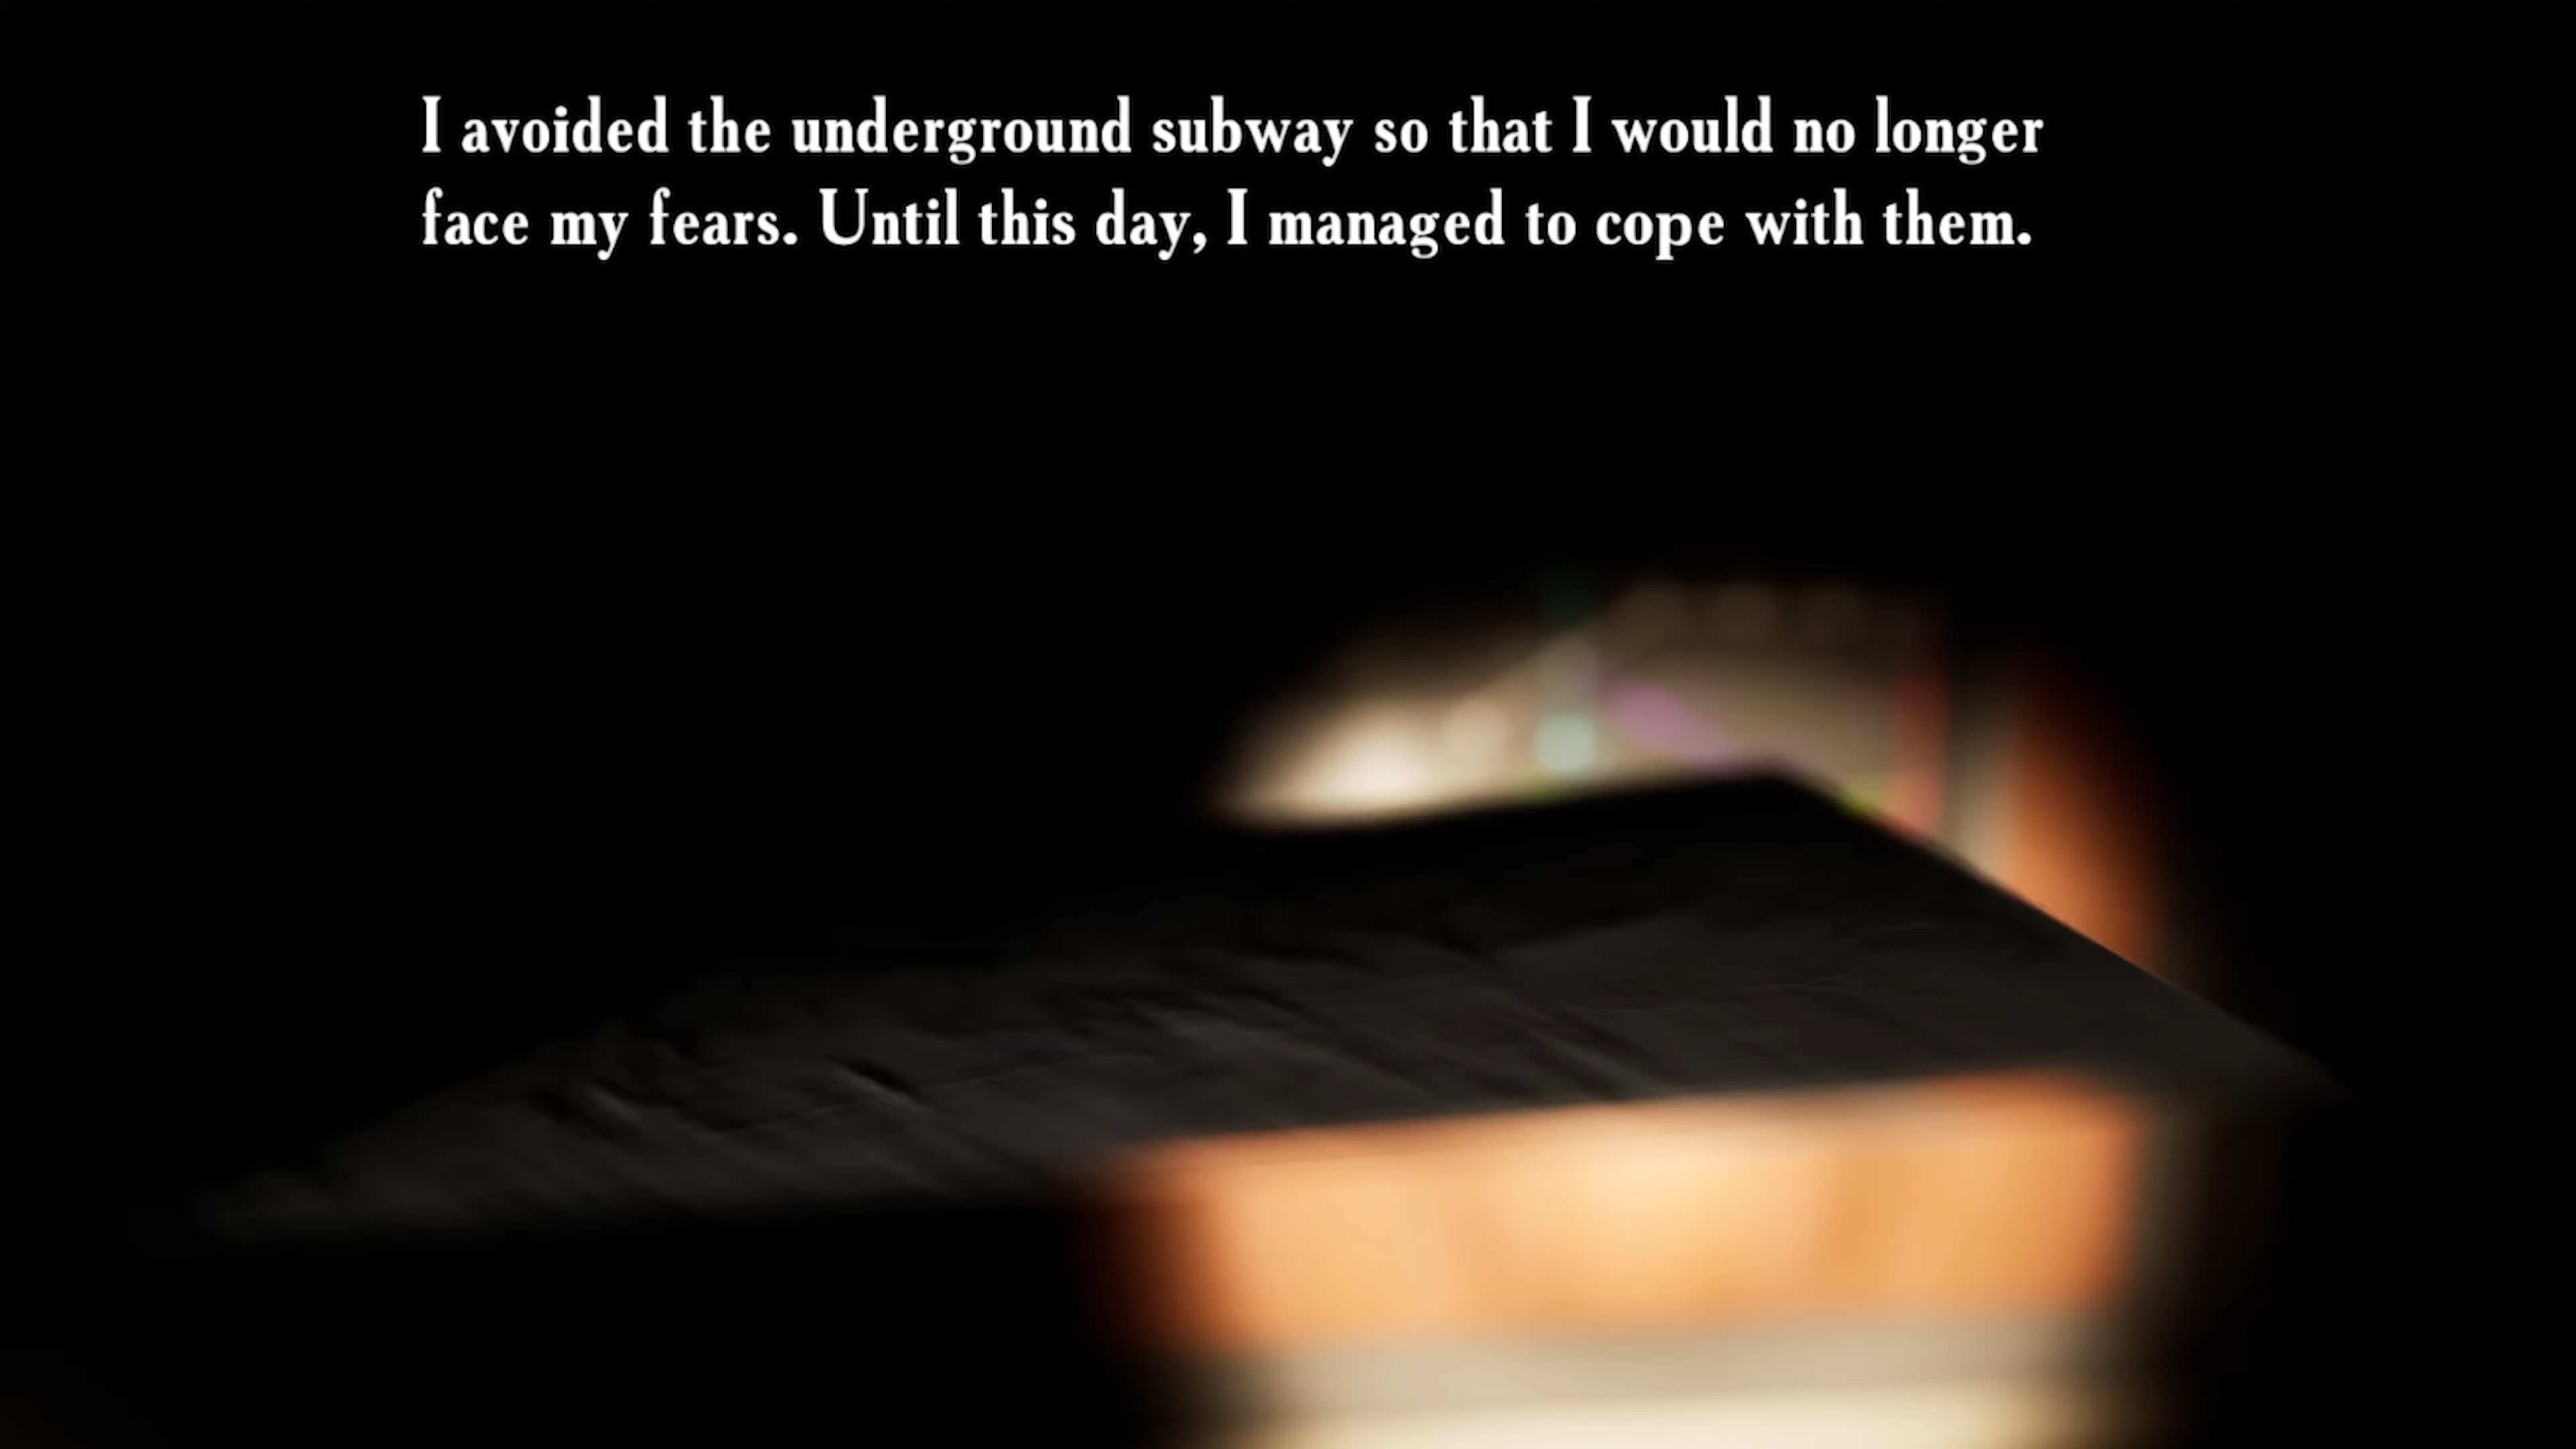 I avoided the underground subway so that I would no longer
face my fears. Until this day, I managed to cope with them.